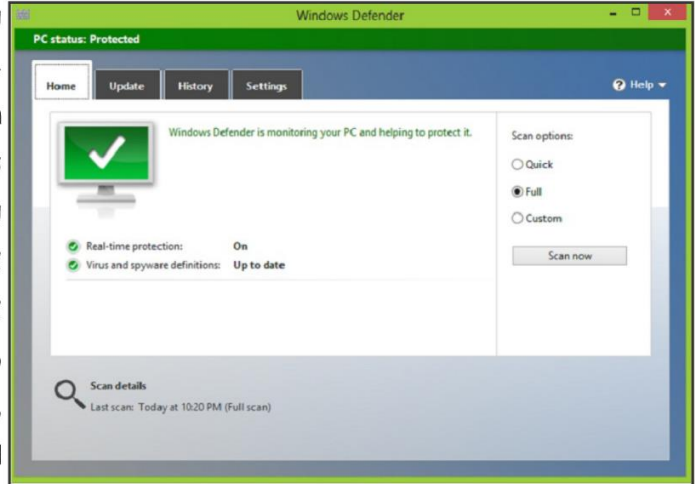 Windows Defender
PC status: Protected
Home Update History Settings Help
Windows Defender is monitoring your PC and helping to protect it.
Scan options:
Quick
Full
Custom
Scan now
Real-time protection: On
Virus and spyware definitions: Up to date
Scan details
Last scan: Today at 10:20 PM (Full scan)